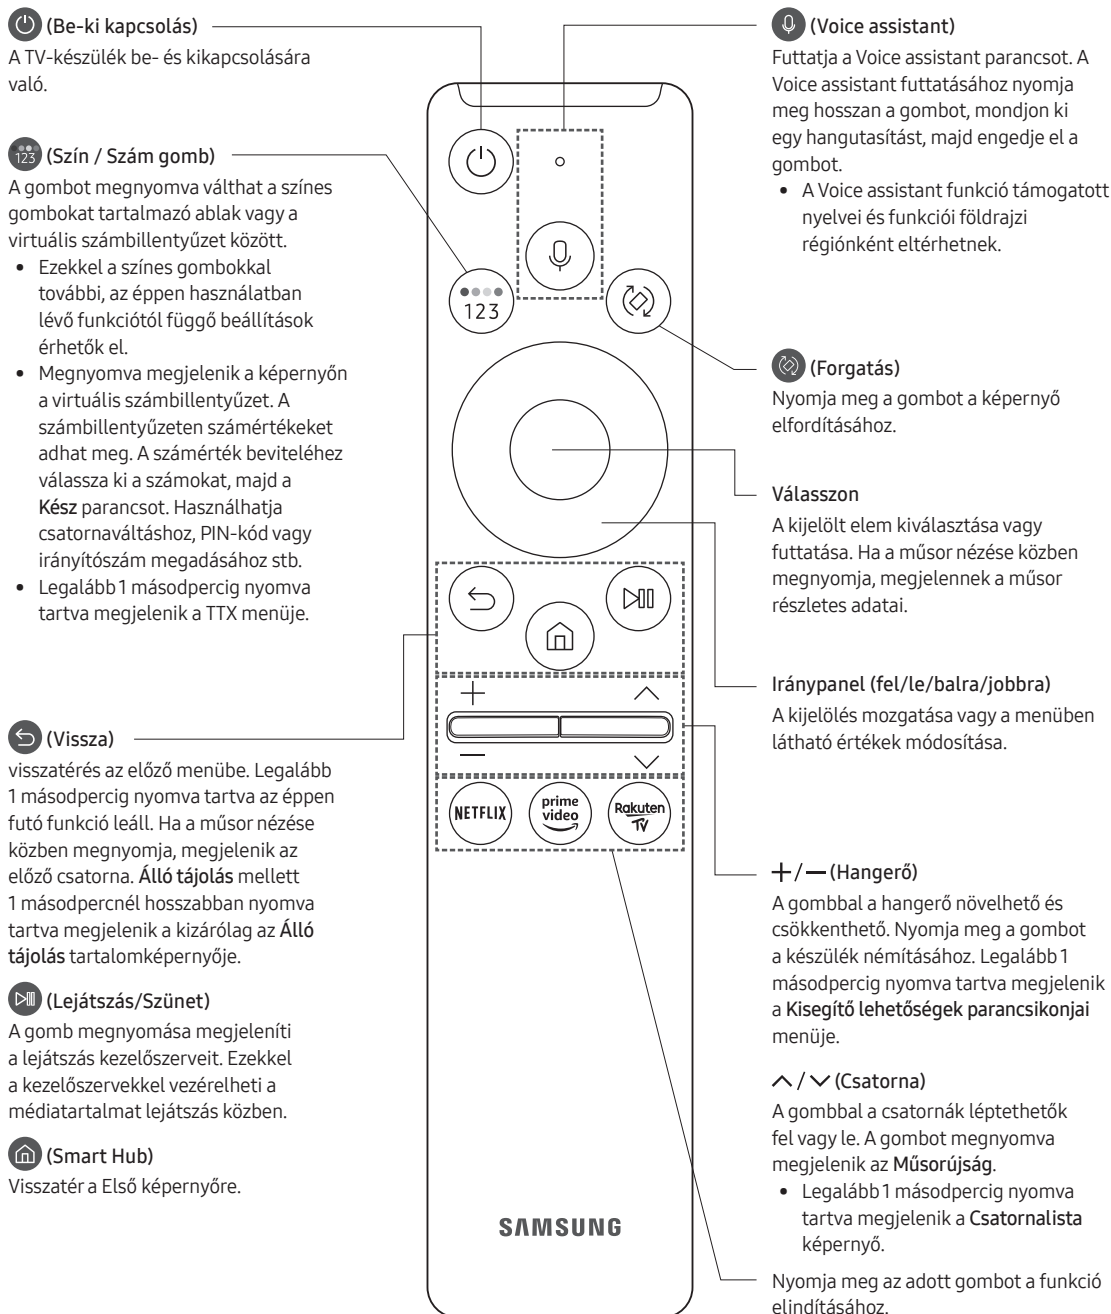 (Be-ki kapcsolás)
A TV-készülék be- és kikapcsolására
való.
123 (Szín / Szám gomb)
A gombot megnyomva válthat a színes
gombokat tartalmazó ablak vagy a
virtuális számbillentyűzet között.
• Ezekkel a színes gombokkal
további, az éppen használatban
lévő funkciótól függő beállítások
érhetők el.
• Megnyomva megjelenik a képernyőn
a virtuális számbillentyűzet. A
számbillentyűzeten számértékeket
adhat meg. A számérték beviteléhez
válassza ki a számokat, majd a
Kész parancsot. Használhatja
csatornaváltáshoz, PIN-kód vagy
irányítószám megadásához stb.
• Legalább 1 másodpercig nyomva
tartva megjelenik a TTX menüje.
(Vissza)
visszatérés az előző menübe. Legalább
1 másodpercig nyomva tartva az éppen
futó funkció leáll. Ha a műsor nézése
közben megnyomja, megjelenik az
előző csatorna. Álló tájolás mellett
1 másodpercnél hosszabban nyomva
tartva megjelenik a kizárólag az Álló
tájolás tartalomképernyője.
(Lejátszás/Szünet)
A gomb megnyomása megjeleníti
a lejátszás kezelőszerveit. Ezekkel
a kezelőszervekkel vezérelheti a
médiatartalmat lejátszás közben.
(Smart Hub)
Visszatér a Első képernyőre.
123
NETFLIX
prime
video
Rakuten
TV
SAMSUNG
(Voice assistant)
Futtatja a Voice assistant parancsot. A
Voice assistant futtatásához nyomja
meg hosszan a gombot, mondjon ki
egy hangutasítást, majd engedje el a
gombot.
• A Voice assistant funkció támogatott
nyelvei és funkciói földrajzi
régiónként eltérhetnek.
(Forgatás)
Nyomja meg a gombot a képernyő
elfordításához.
Válasszon
A kijelölt elem kiválasztása vagy
futtatása. Ha a műsor nézése közben
megnyomja, megjelennek a műsor
részletes adatai.
Iránypanel (fel/le/balra/jobbra)
A kijelölés mozgatása vagy a menüben
látható értékek módosítása.
+/− (Hangerő)
A gombbal a hangerő növelhető és
csökkenthető. Nyomja meg a gombot
a készülék némításához. Legalább 1
másodpercig nyomva tartva megjelenik
a Kisegítő lehetőségek parancsikonjai
menüje.
/ (Csatorna)
A gombbal a csatornák léptethetők
fel vagy le. A gombot megnyomva
megjelenik az Műsorújság.
• Legalább 1 másodpercig nyomva
tartva megjelenik a Csatornalista
képernyő.
Nyomja meg az adott gombot a funkció
elindításához.